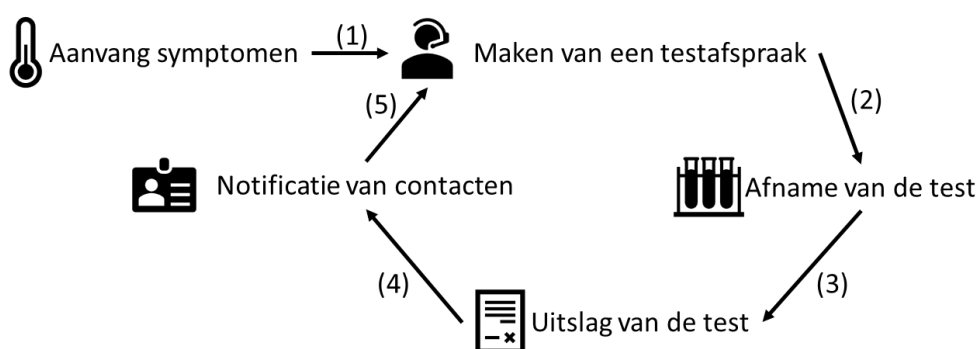 Aanvang symptomen
(1)
Maken van een testafspraak
(2)
(5)
Notificatie van contacten
Afname van de test
(4)
(3)
Uitslag van de test